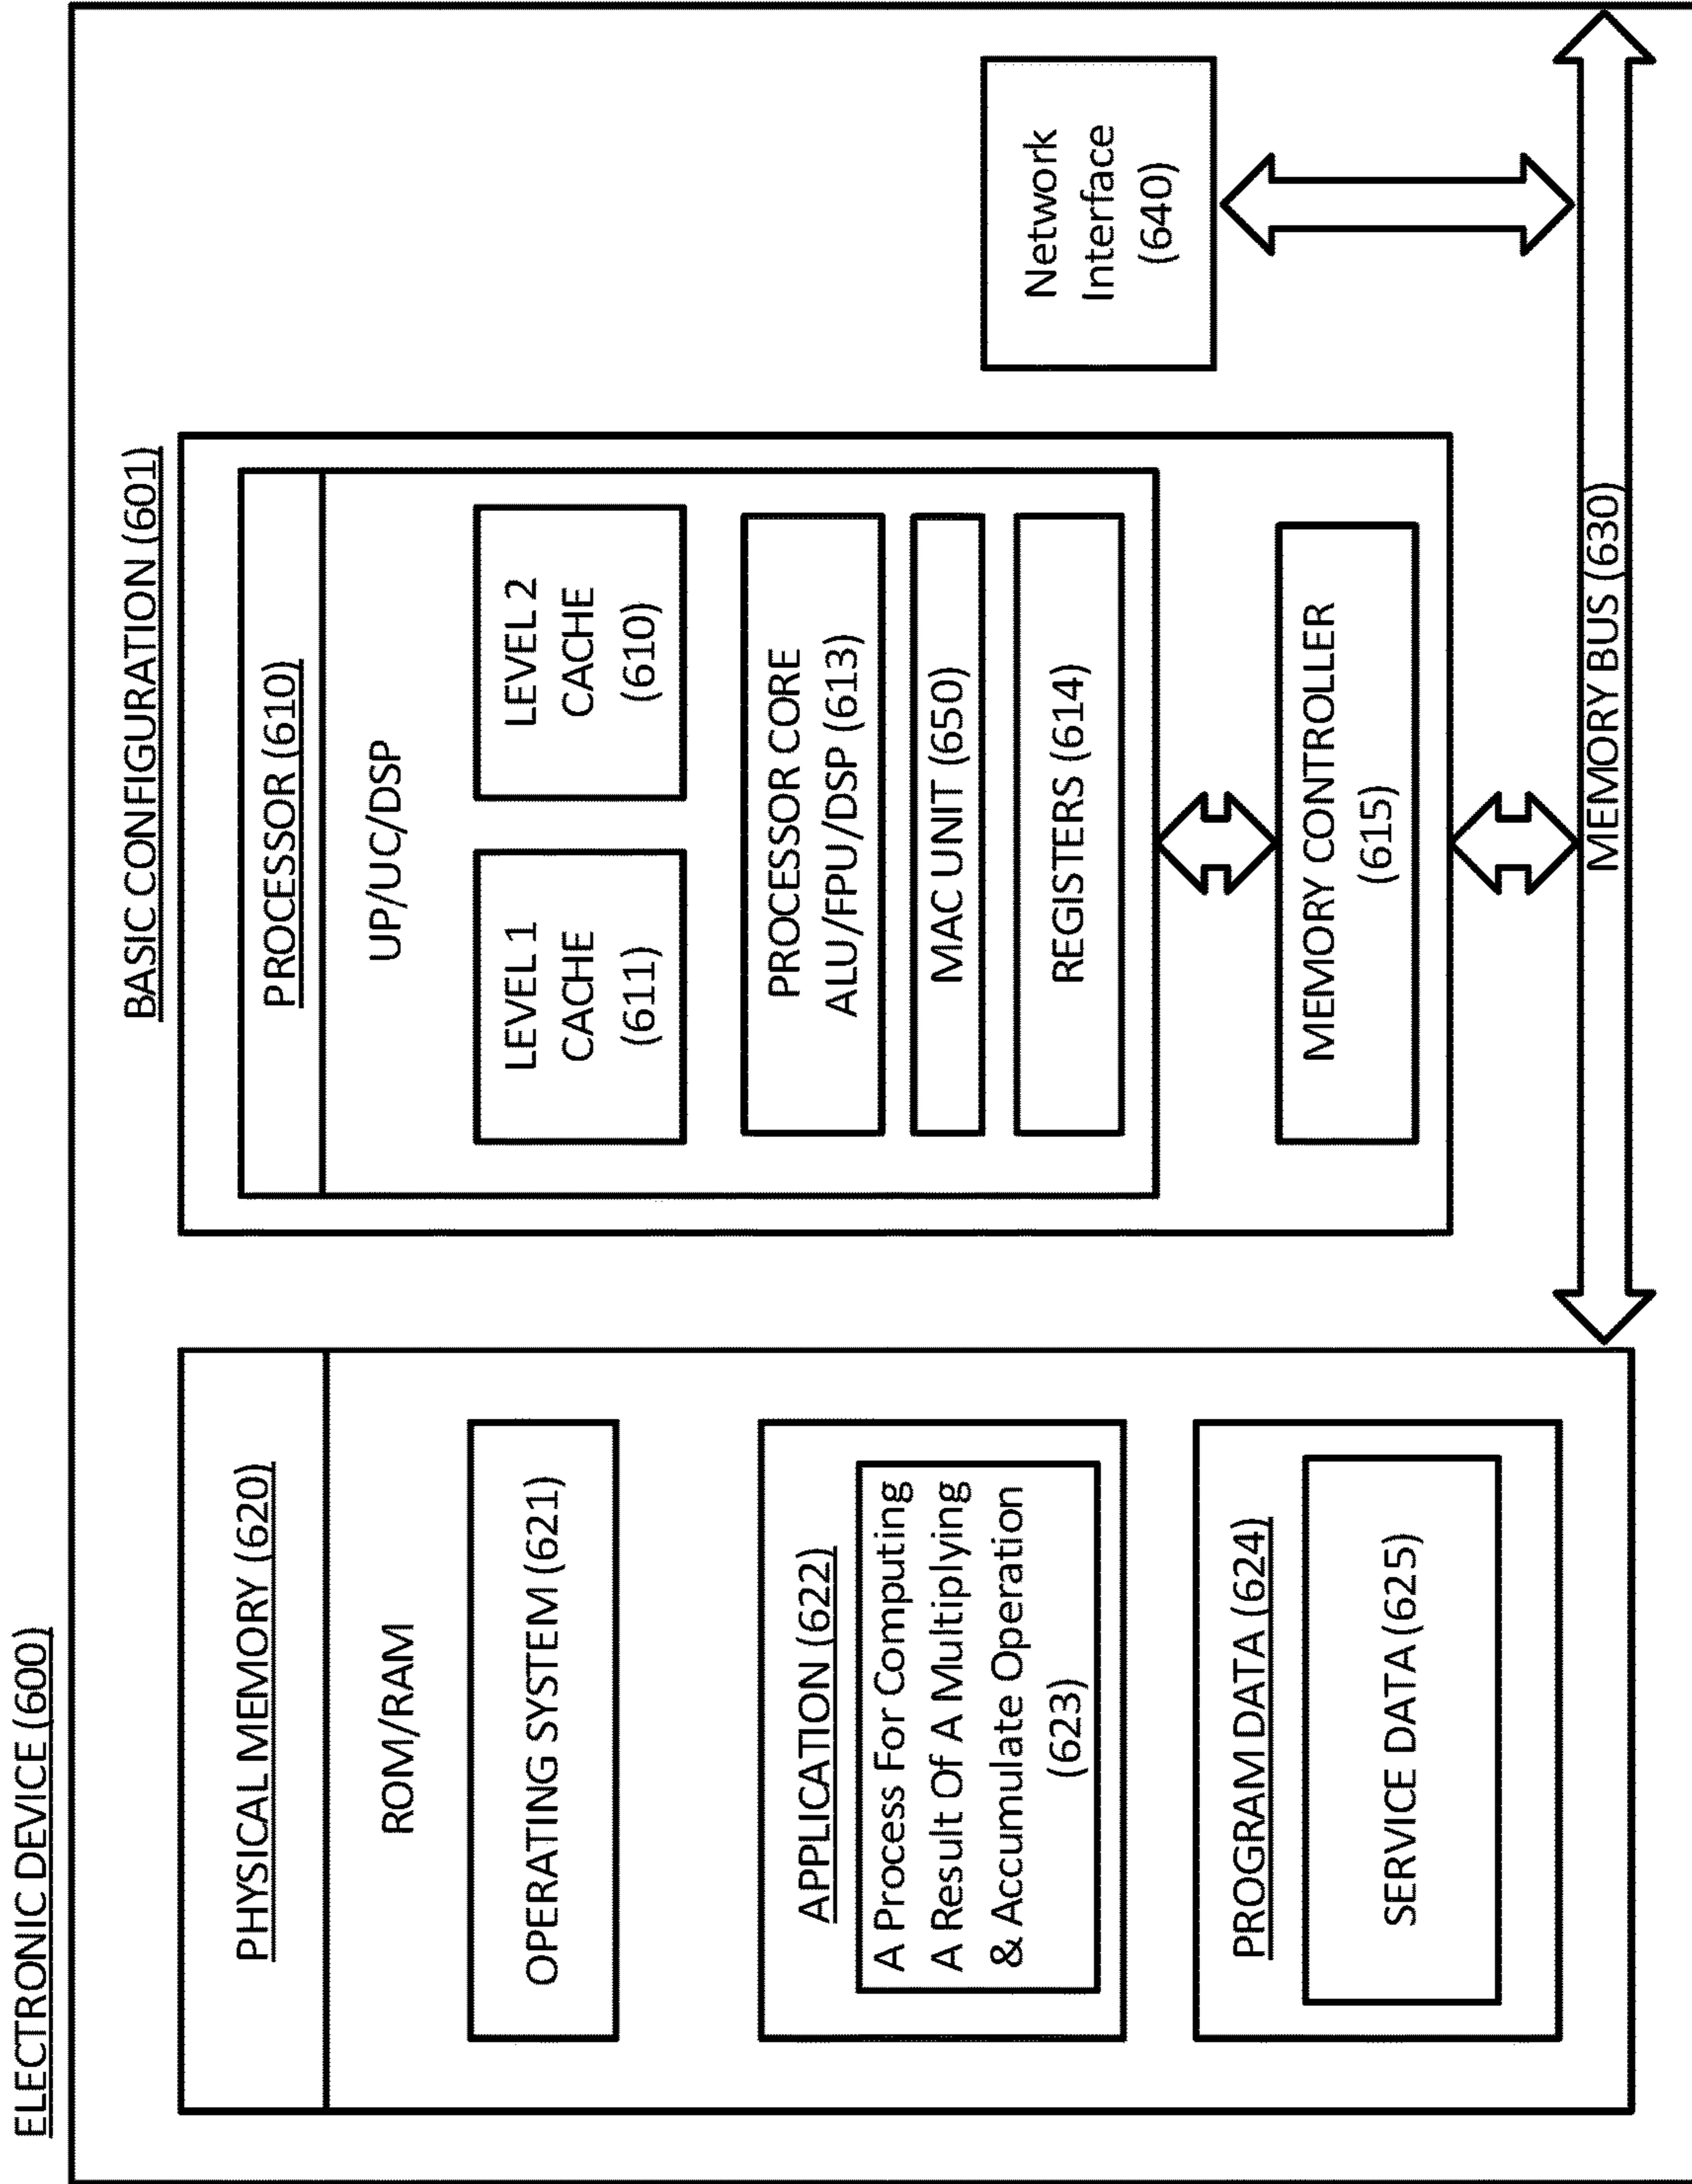 ELECTRONIC DEVICE (600)
PHYSICAL MEMORY (620)
ROM/RAM
OPERATING SYSTEM (621)
APPLICATION (622)
A Process For Computing
A Result Of A Multiplying
& Accumulate Operation
(623)
PROGRAM DATA (624)
SERVICE DATA (625)
BASIC CONFIGURATION (601)
PROCESSOR (610)
UP/UC/DSP
LEVEL 1
CACHE
(611)
LEVEL 2
CACHE
(610)
PROCESSOR CORE
ALU/FPU/DSP (613)
MAC UNIT (650)
REGISTERS (614)
MEMORY CONTROLLER
(615)
Network
Interface
(640)
MEMORY BUS (630)